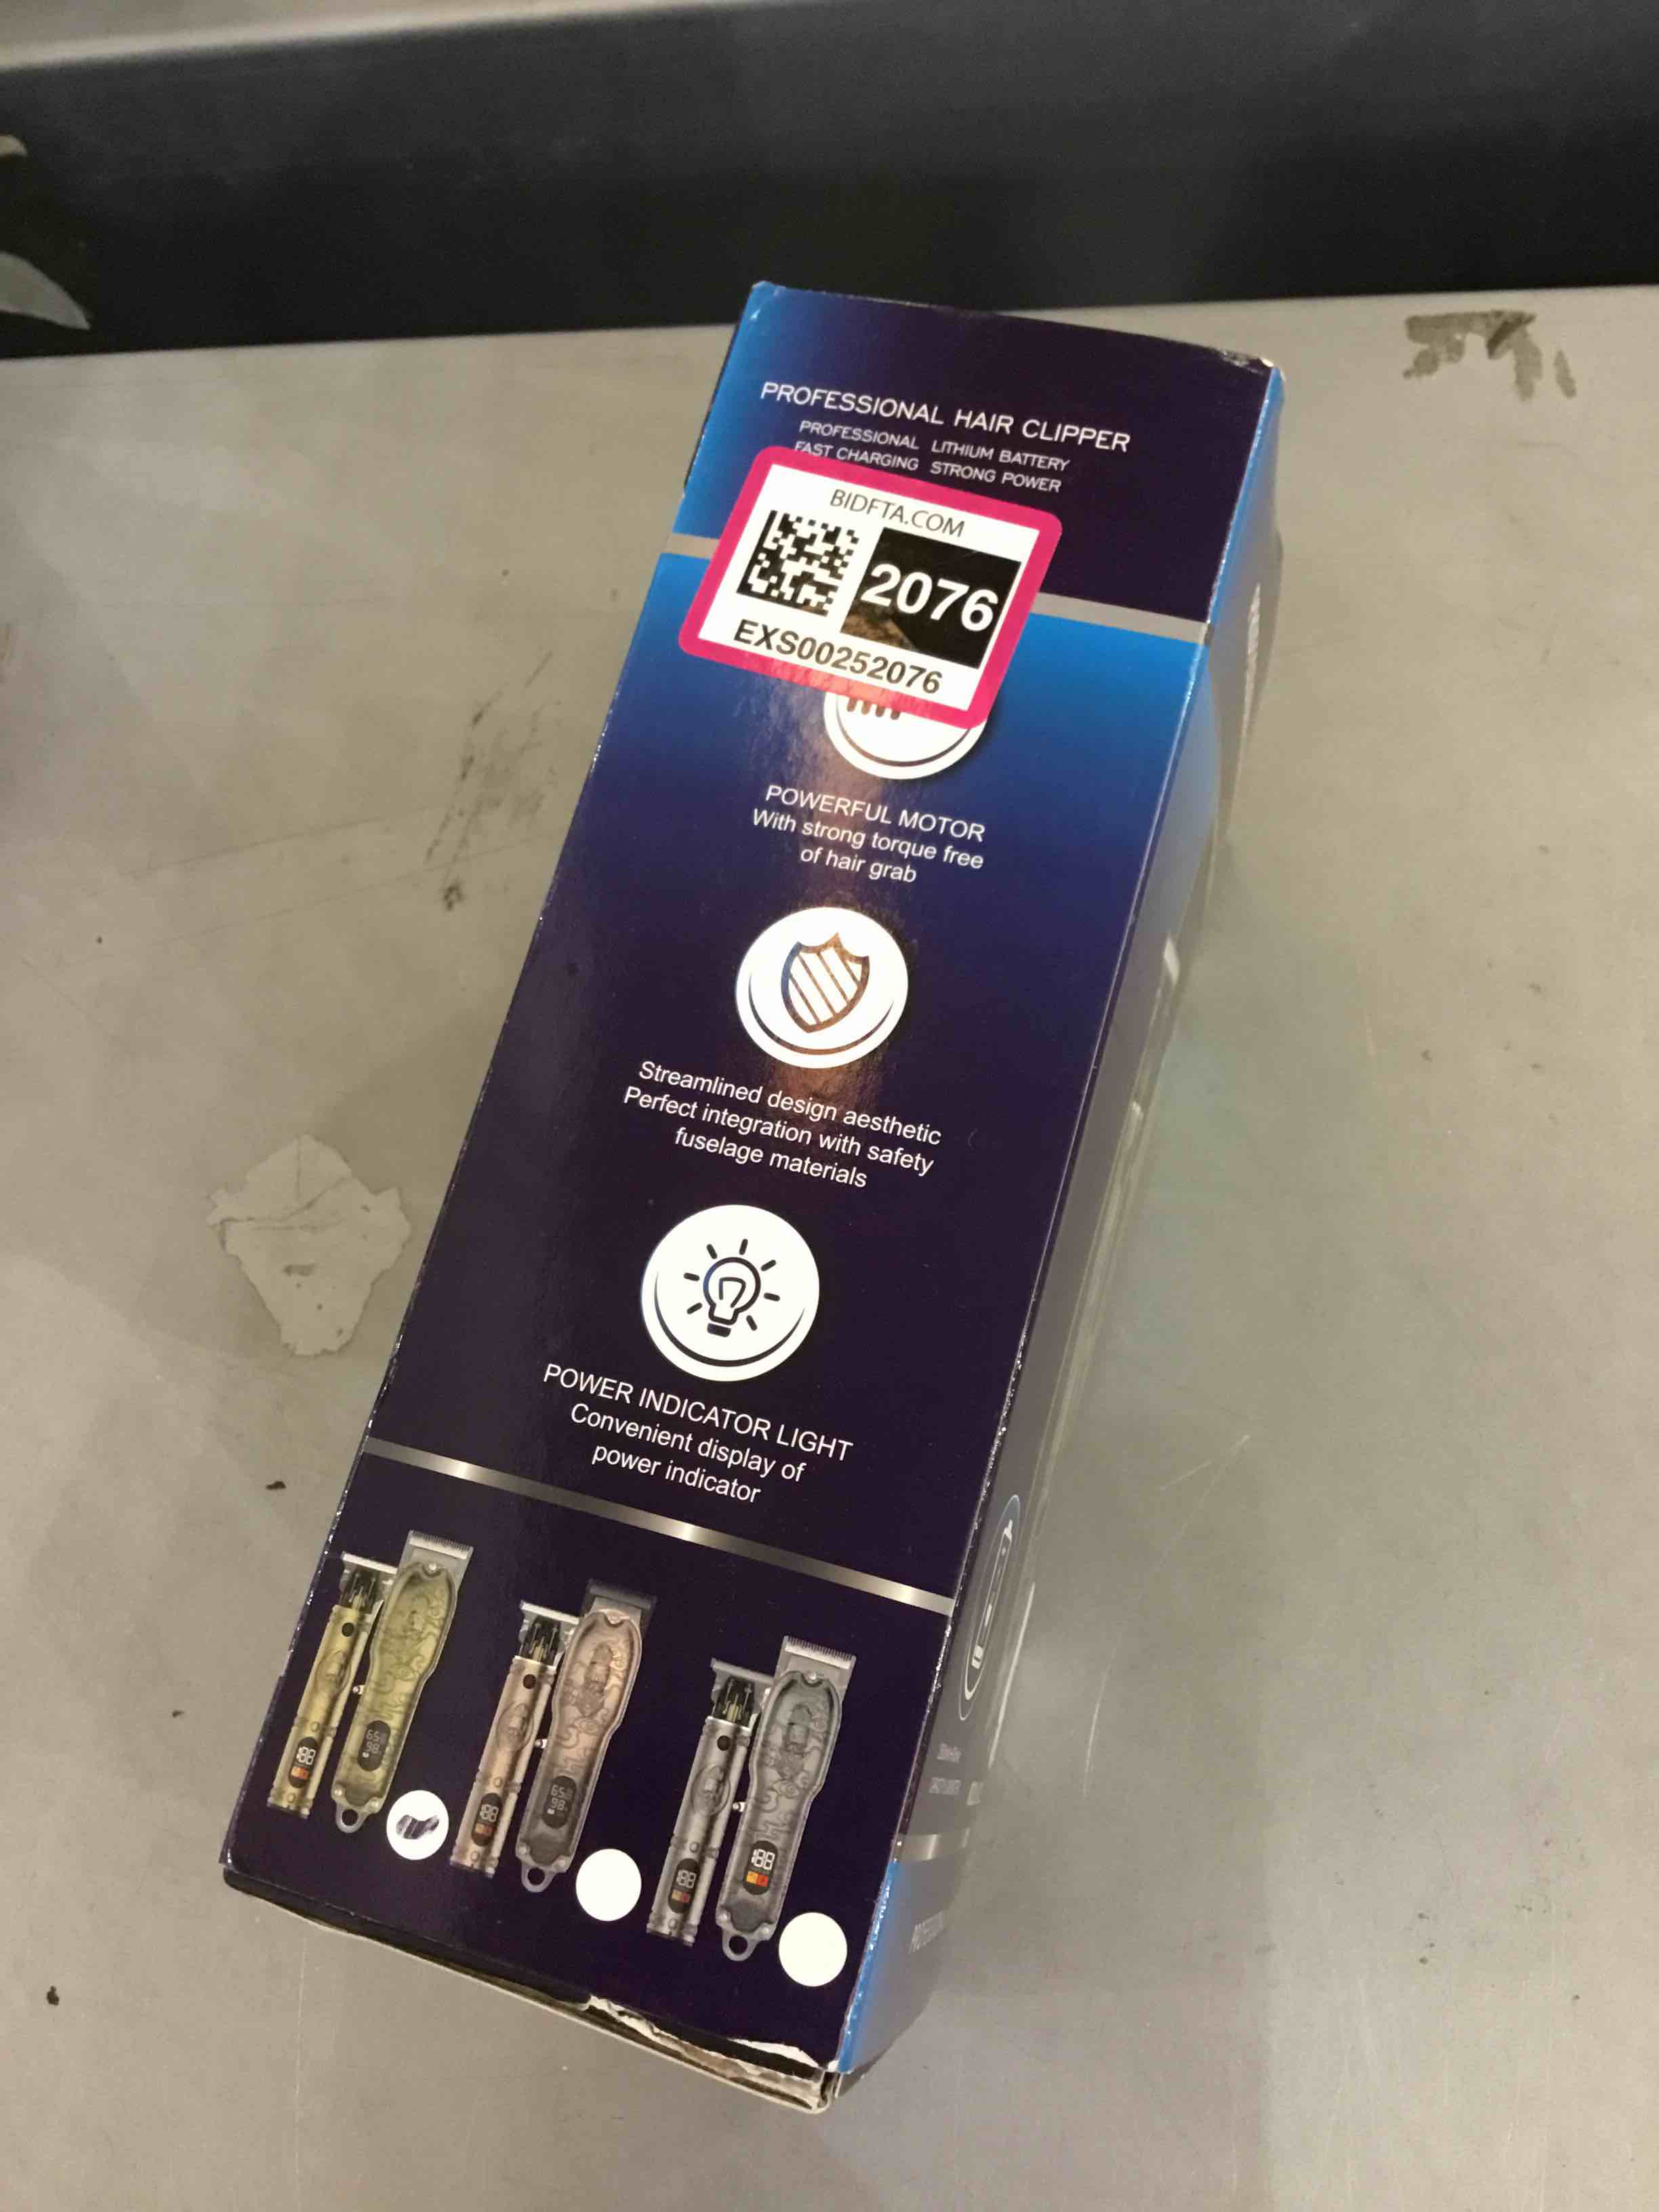 PROFESSIONAL HAIR CLIPPER
PROFESSIONAL LITHIUM BATTERY
FAST CHARGING STRONG POWER
BIDFTA.COM
2076
EXS00252076
POWERFUL MOTOR
With strong torque free
of hair grab
Streamlined design aesthetic
Perfect integration with safety
fuselage materials
POWER INDICATOR LIGHT
Convenient display of
power indicator